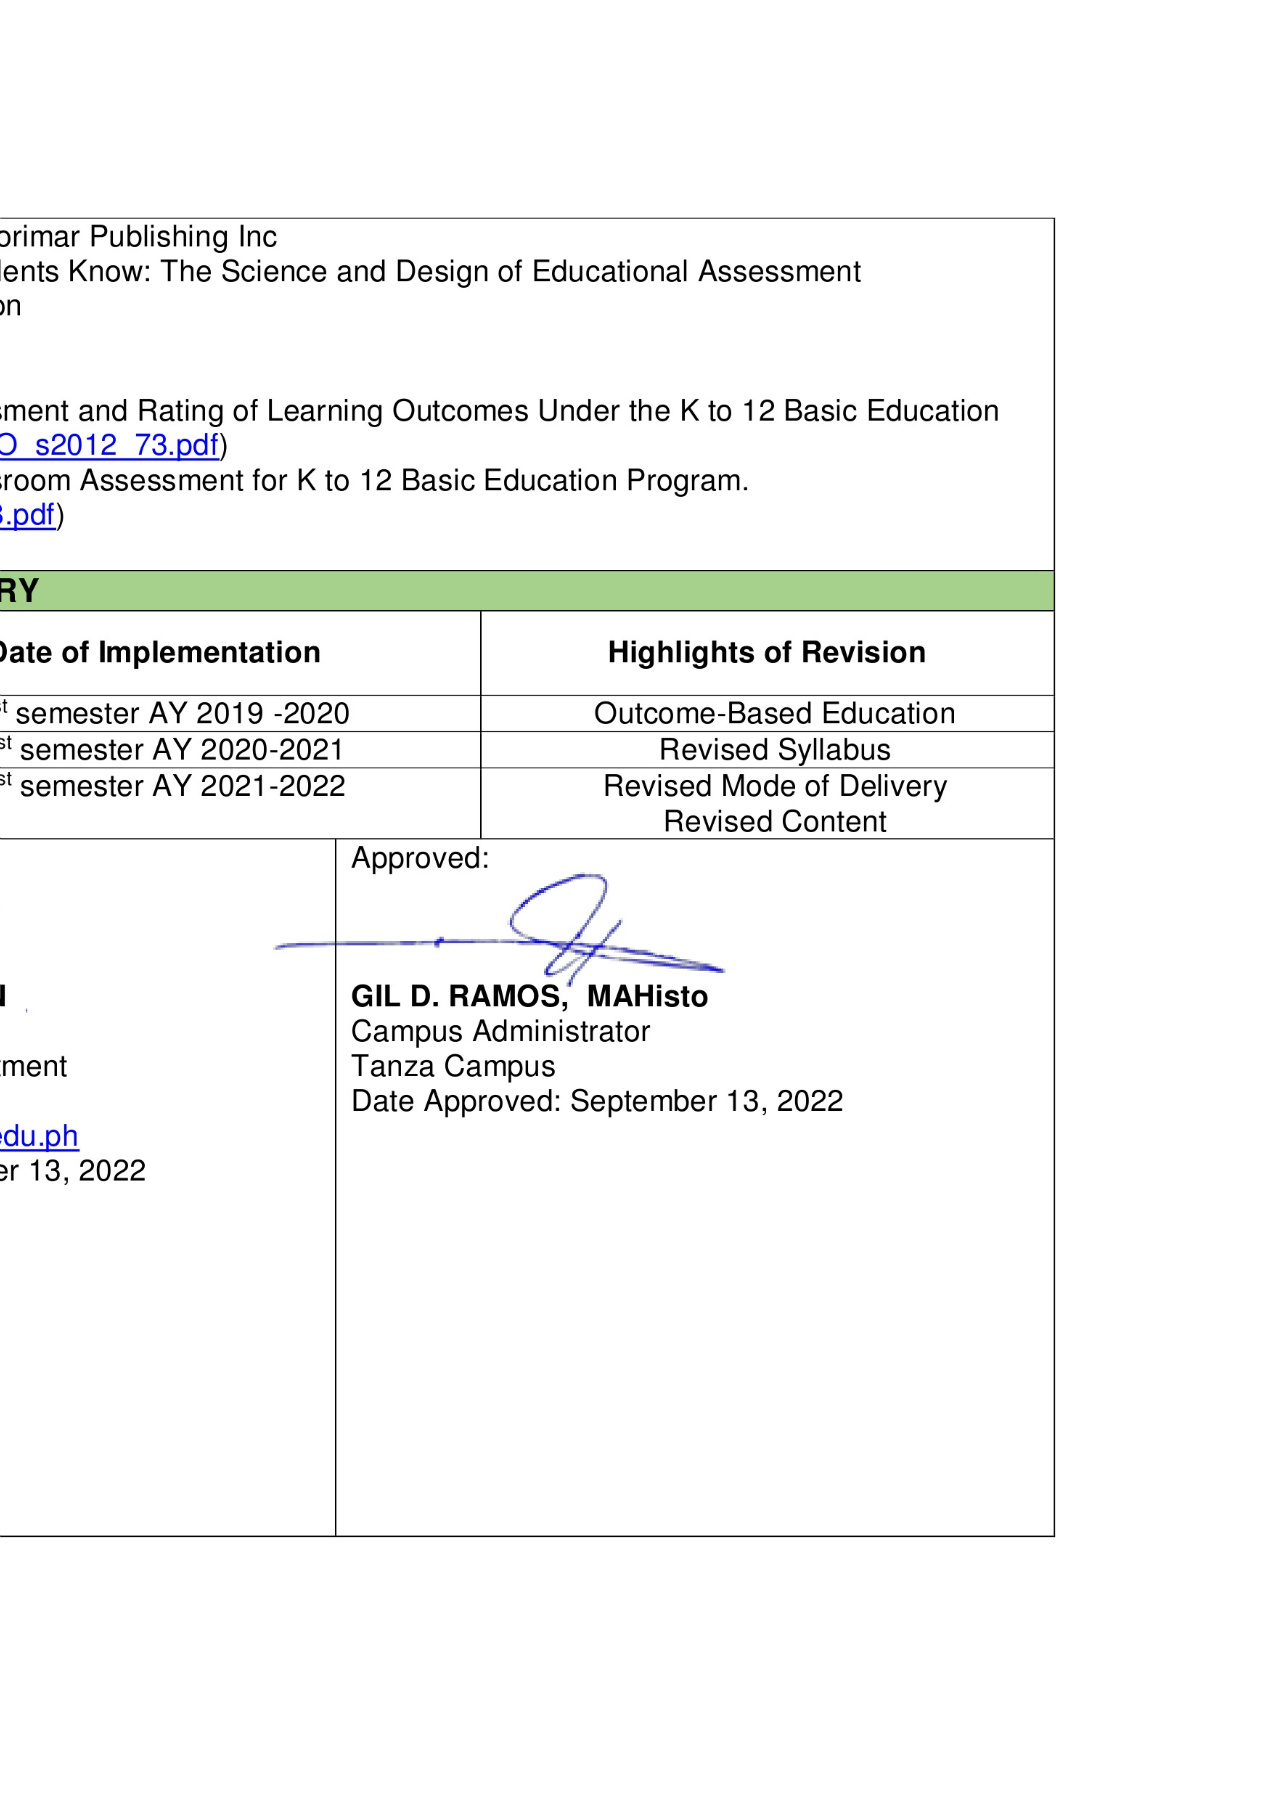 orimar Publishing Inc
dents Know: The Science and Design of Educational Assessment
on
sment and Rating of Learning Outcomes Under the K to 12 Basic Education
O_s2012_73.pdf)
sroom Assessment for K to 12 Basic Education Program.
3.pdf)
RY
Date of Implementation Highlights of Revision
st semester AY 2019 -2020 Outcome-Based Education
st semester AY 2020-2021 Revised Syllabus
st semester AY 2021-2022 Revised Mode of Delivery
Revised Content
Approved:
N
GIL D. RAMOS, MAHisto
Campus Administrator
tment
Tanza Campus
Date Approved: September 13, 2022
edu.ph
er 13, 2022